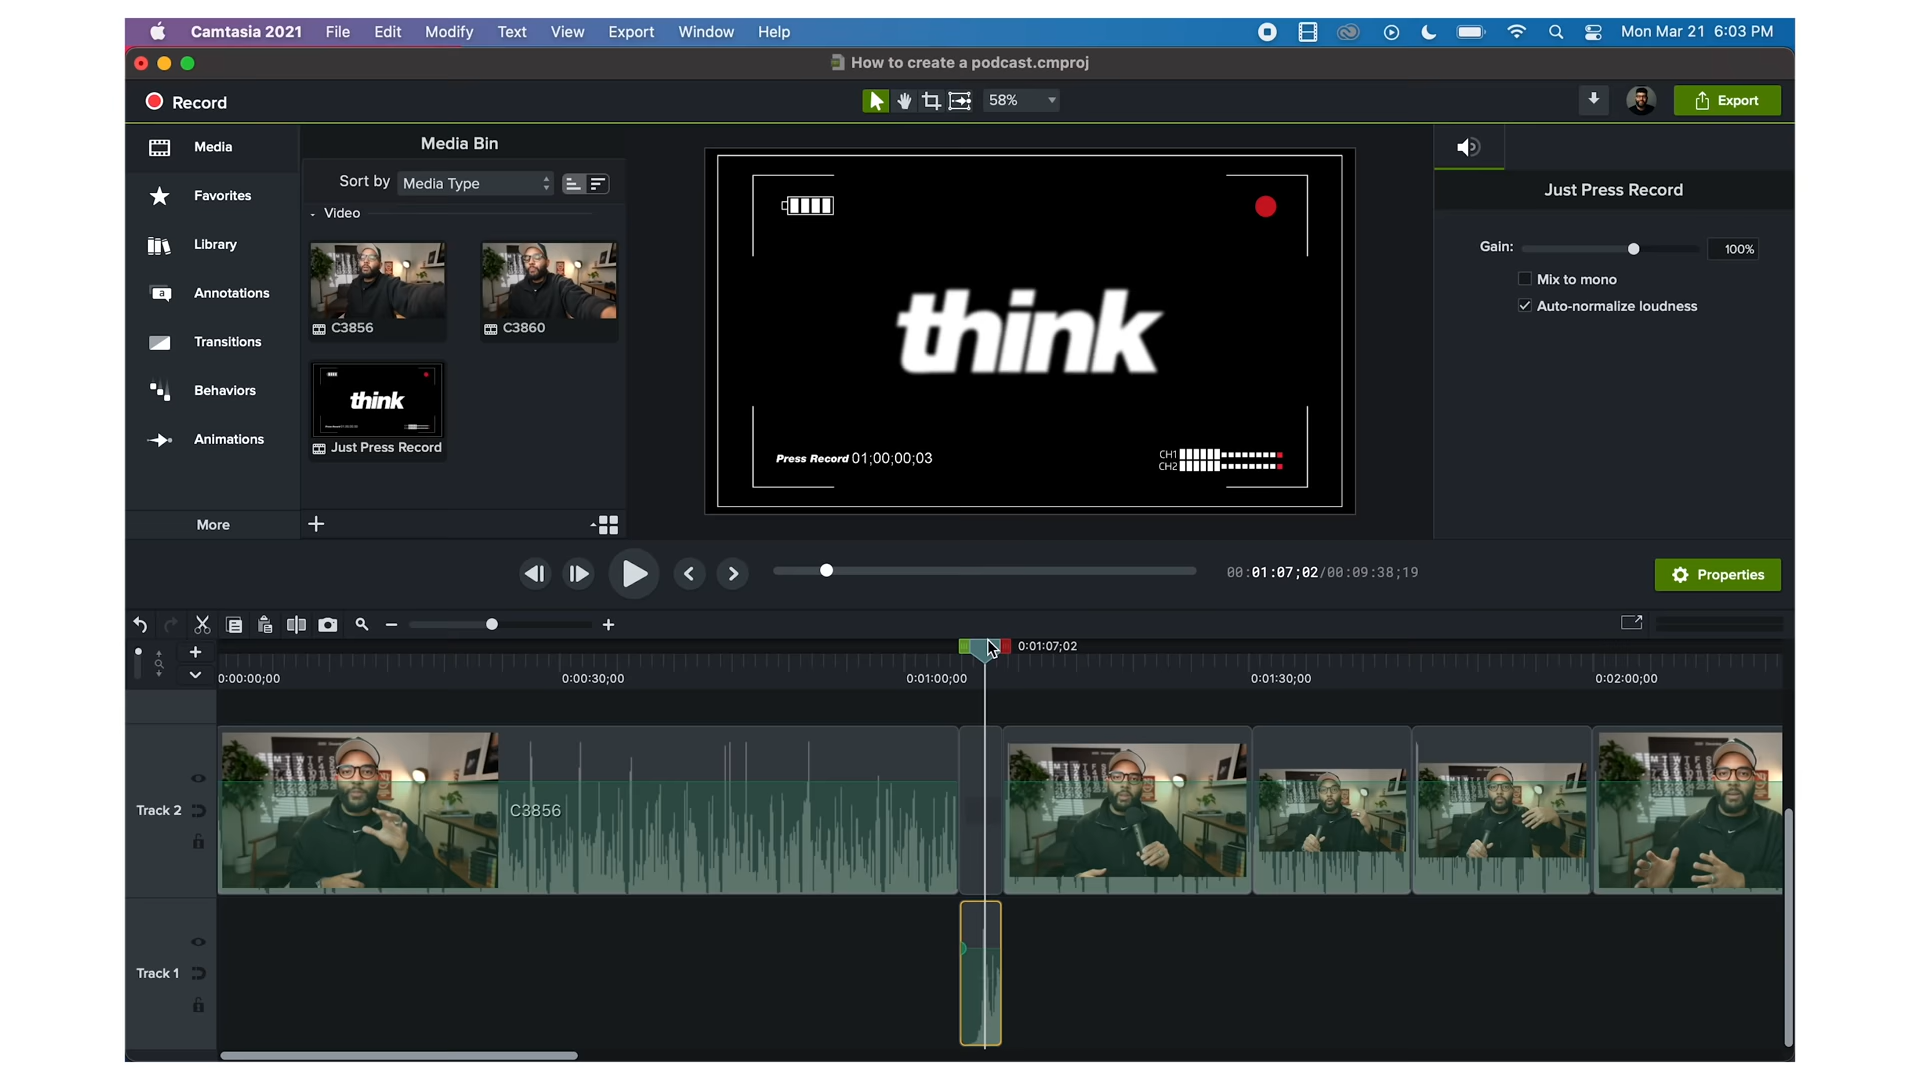 Camtasia 2021 File Edit Modify Text View Export Window Help Mon Mar 21 6:03 PM
How to create a podcast.cmproj
Record 58% Export
Media
Favorites
Library
Annotations
Transitions
Behaviors
Animations
More
Media Bin
Sort by Media Type
Video
C3856 C3860
think
Just Press Record
think
Press Record 01;00;00;03
CH1
CH2
Just Press Record
Gain: 100%
Mix to mono
Auto-normalize loudness
00:01:07;02/00:09:38;19
Properties
0:01:07;02
0:00:00;00 0:00:30;00 0:01:00;00 0:01:30;00 0:02:00;00
Track 2
C3856
Track 1